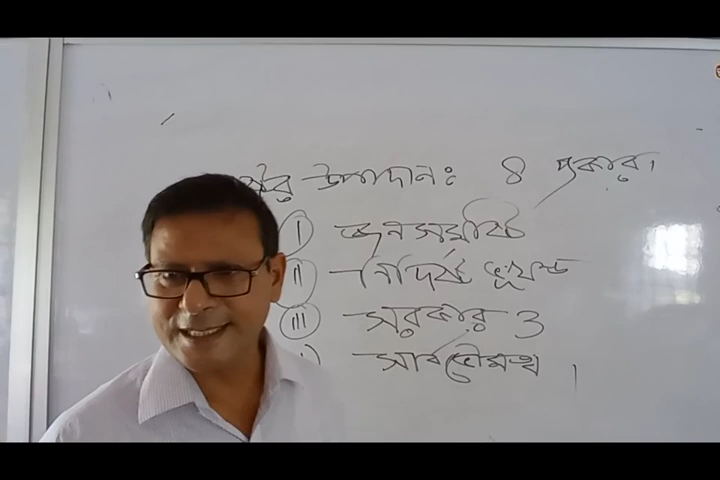 উপাদানঃ ৪ প্রকার।
I জনসমষ্টি
II নির্দিষ্ট ভূখণ্ড
III সরকার ও
সার্বভৌমত্ব।